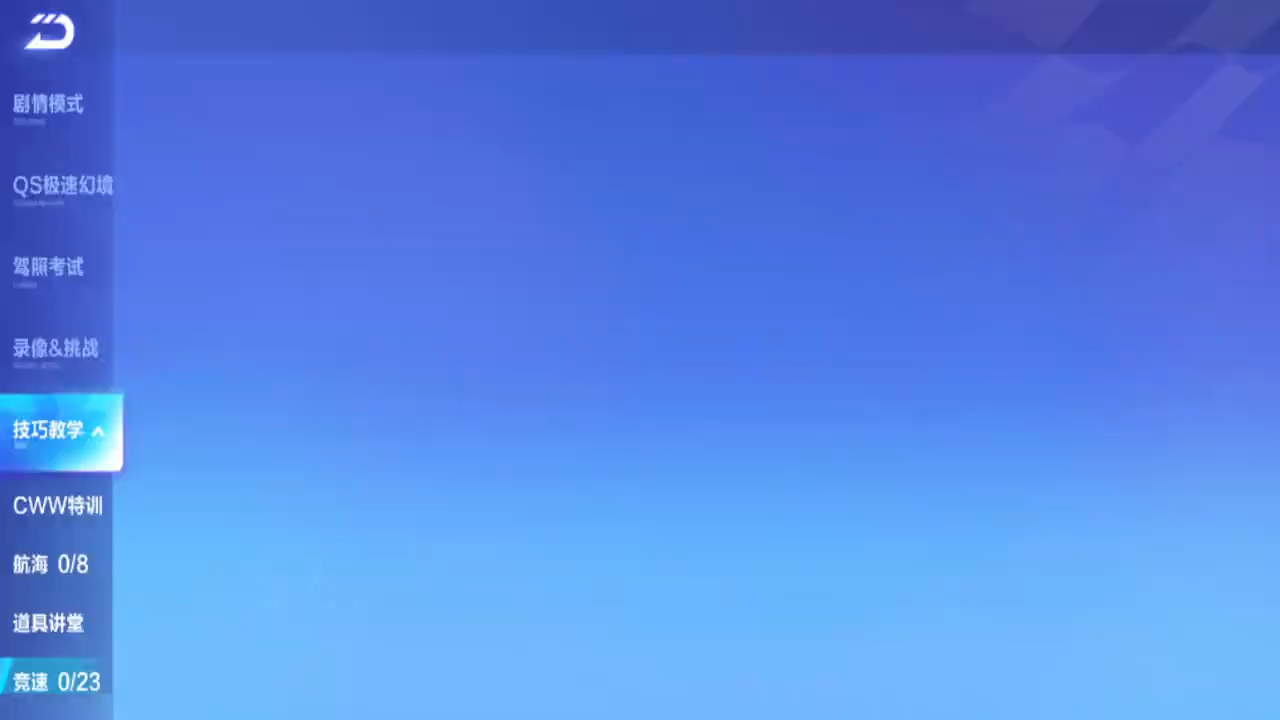 剧情模式
QS极速幻境
驾照考试
录像&挑战
技巧教学
CWW特训
航海 0/8
道具讲堂
竞速 0/23